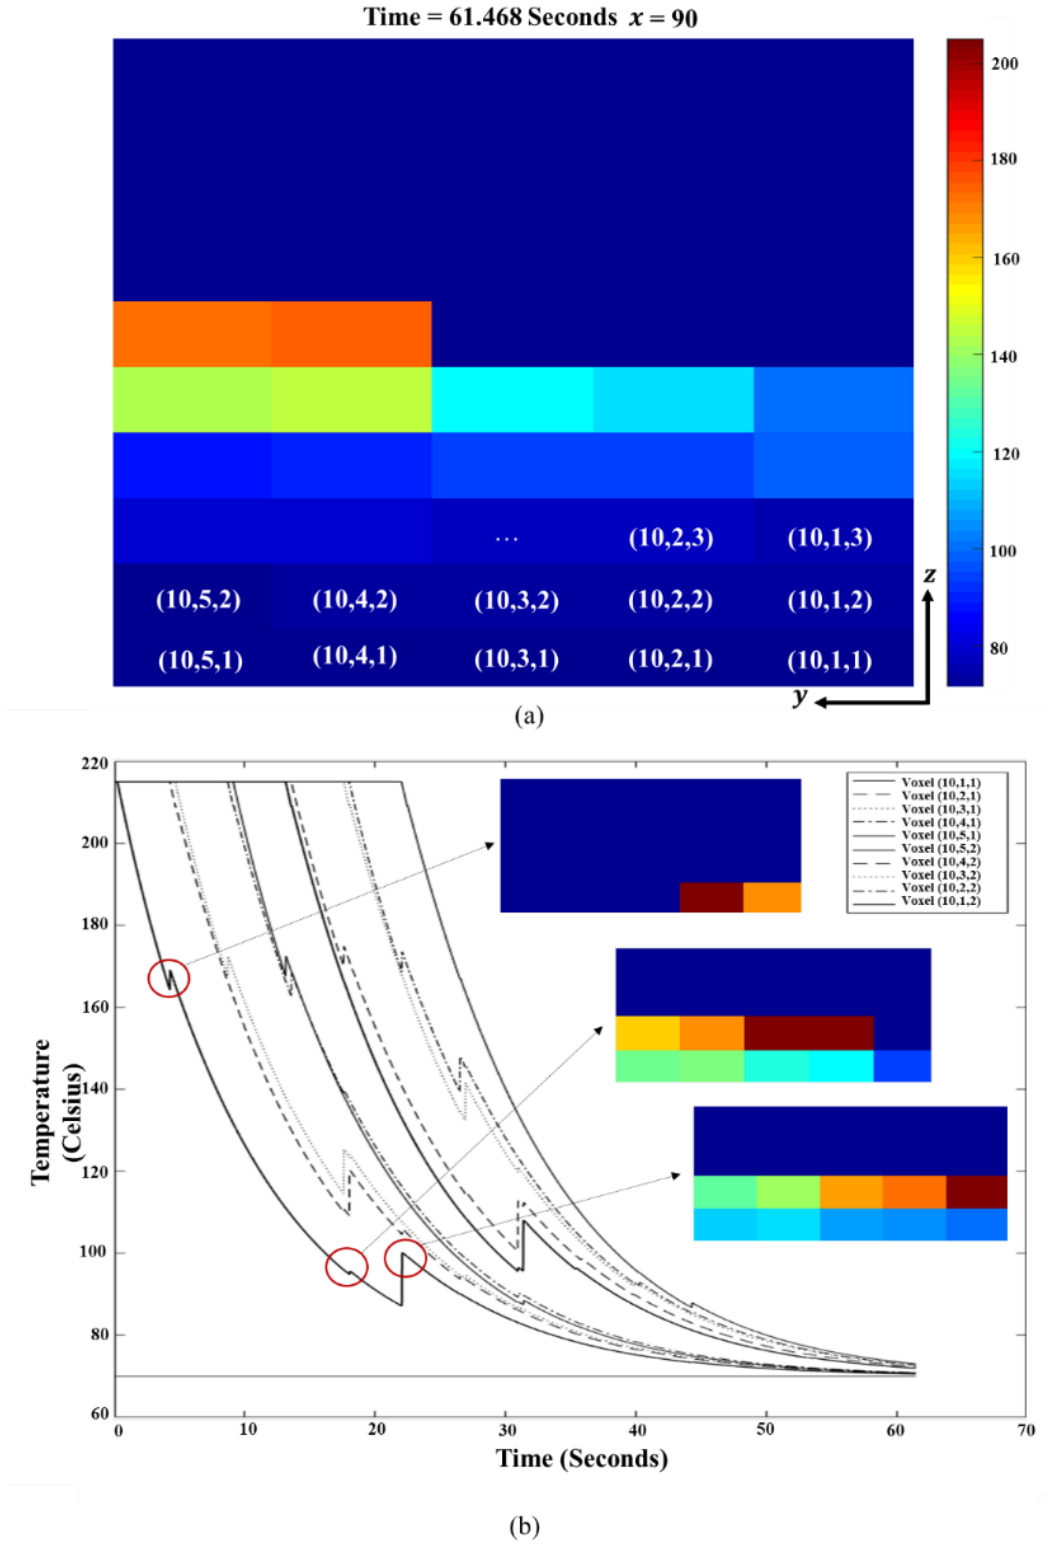 Time = 61.468 Seconds x = 90
200
180
160
140
120
100
80
... (10,2,3) (10,1,3)
(10,5,2) (10,4,2) (10,3,2) (10,2,2) (10,1,2)
(10,5,1) (10,4,1) (10,3,1) (10,2,1) (10,1,1)
z
y
(a)
220
200
180
160
140
120
100
80
60
Temperature
(Celsius)
Voxel (10,1,1)
Voxel (10,2,1)
Voxel (10,3,1)
Voxel (10,4,1)
Voxel (10,5,1)
Voxel (10,5,2)
Voxel (10,4,2)
Voxel (10,3,2)
Voxel (10,2,2)
Voxel (10,1,2)
0 10 20 30 40 50 60 70
Time (Seconds)
(b)